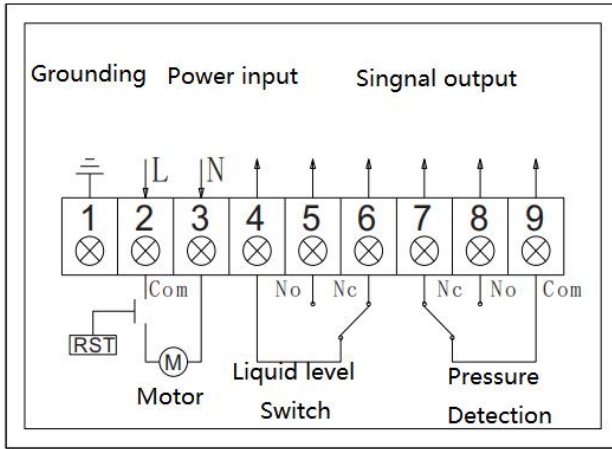 Grounding Power input Singnal output
L N
1 2 3 4 5 6 7 8 9
Com No Nc Nc No Com
RST
M
Motor
Liquid level
Switch
Pressure
Detection